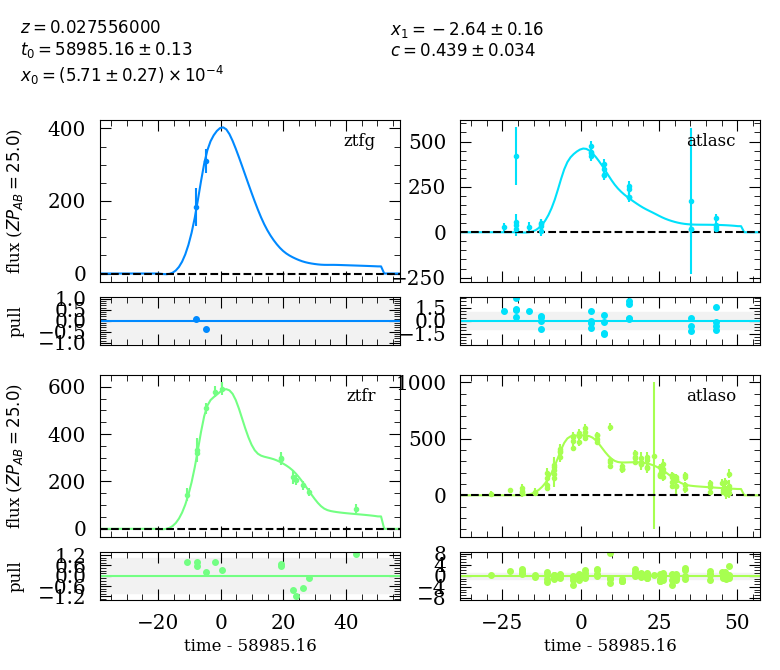 z = 0.027556000
t₀ = 58985.16 ± 0.13
x₀ = (5.71 ± 0.27) × 10⁻⁴
x₁ = −2.64 ± 0.16
c = 0.439 ± 0.034
flux (ZP_AB = 25.0)
400
200
0
ztfg
500
250
0
−250
atlasc
pull
1.0
0.5
0.0
−0.5
−1.0
1.5
0.0
−1.5
flux (ZP_AB = 25.0)
600
400
200
0
ztfr
1000
500
0
atlaso
pull
1.2
0.6
0.0
−0.6
−1.2
8
4
0
−4
−8
−20 0 20 40
time - 58985.16
−25 0 25 50
time - 58985.16